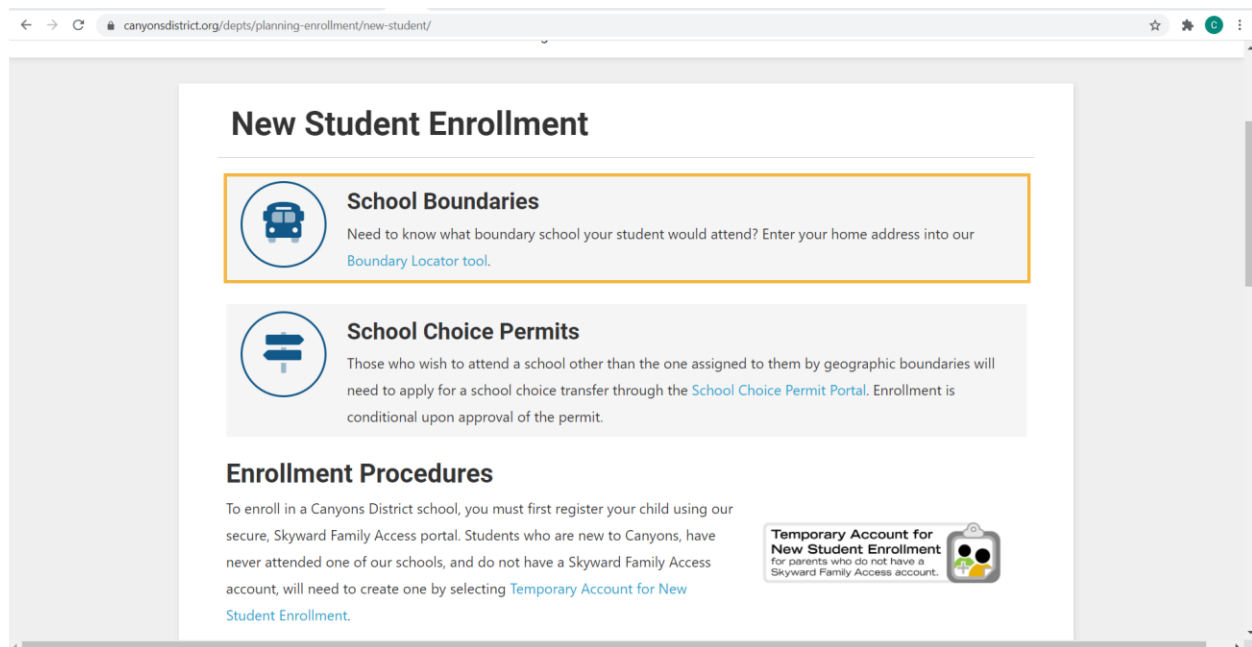 canyonsdistrict.org/depts/planning-enrollment/new-student/
C
New Student Enrollment
School Boundaries
Need to know what boundary school your student would attend? Enter your home address into our
Boundary Locator tool.
School Choice Permits
Those who wish to attend a school other than the one assigned to them by geographic boundaries will
need to apply for a school choice transfer through the School Choice Permit Portal. Enrollment is
conditional upon approval of the permit.
Enrollment Procedures
To enroll in a Canyons District school, you must first register your child using our
secure, Skyward Family Access portal. Students who are new to Canyons, have
never attended one of our schools, and do not have a Skyward Family Access
account, will need to create one by selecting Temporary Account for New
Student Enrollment.
Temporary Account for
New Student Enrollment
for parents who do not have a
Skyward Family Access account.